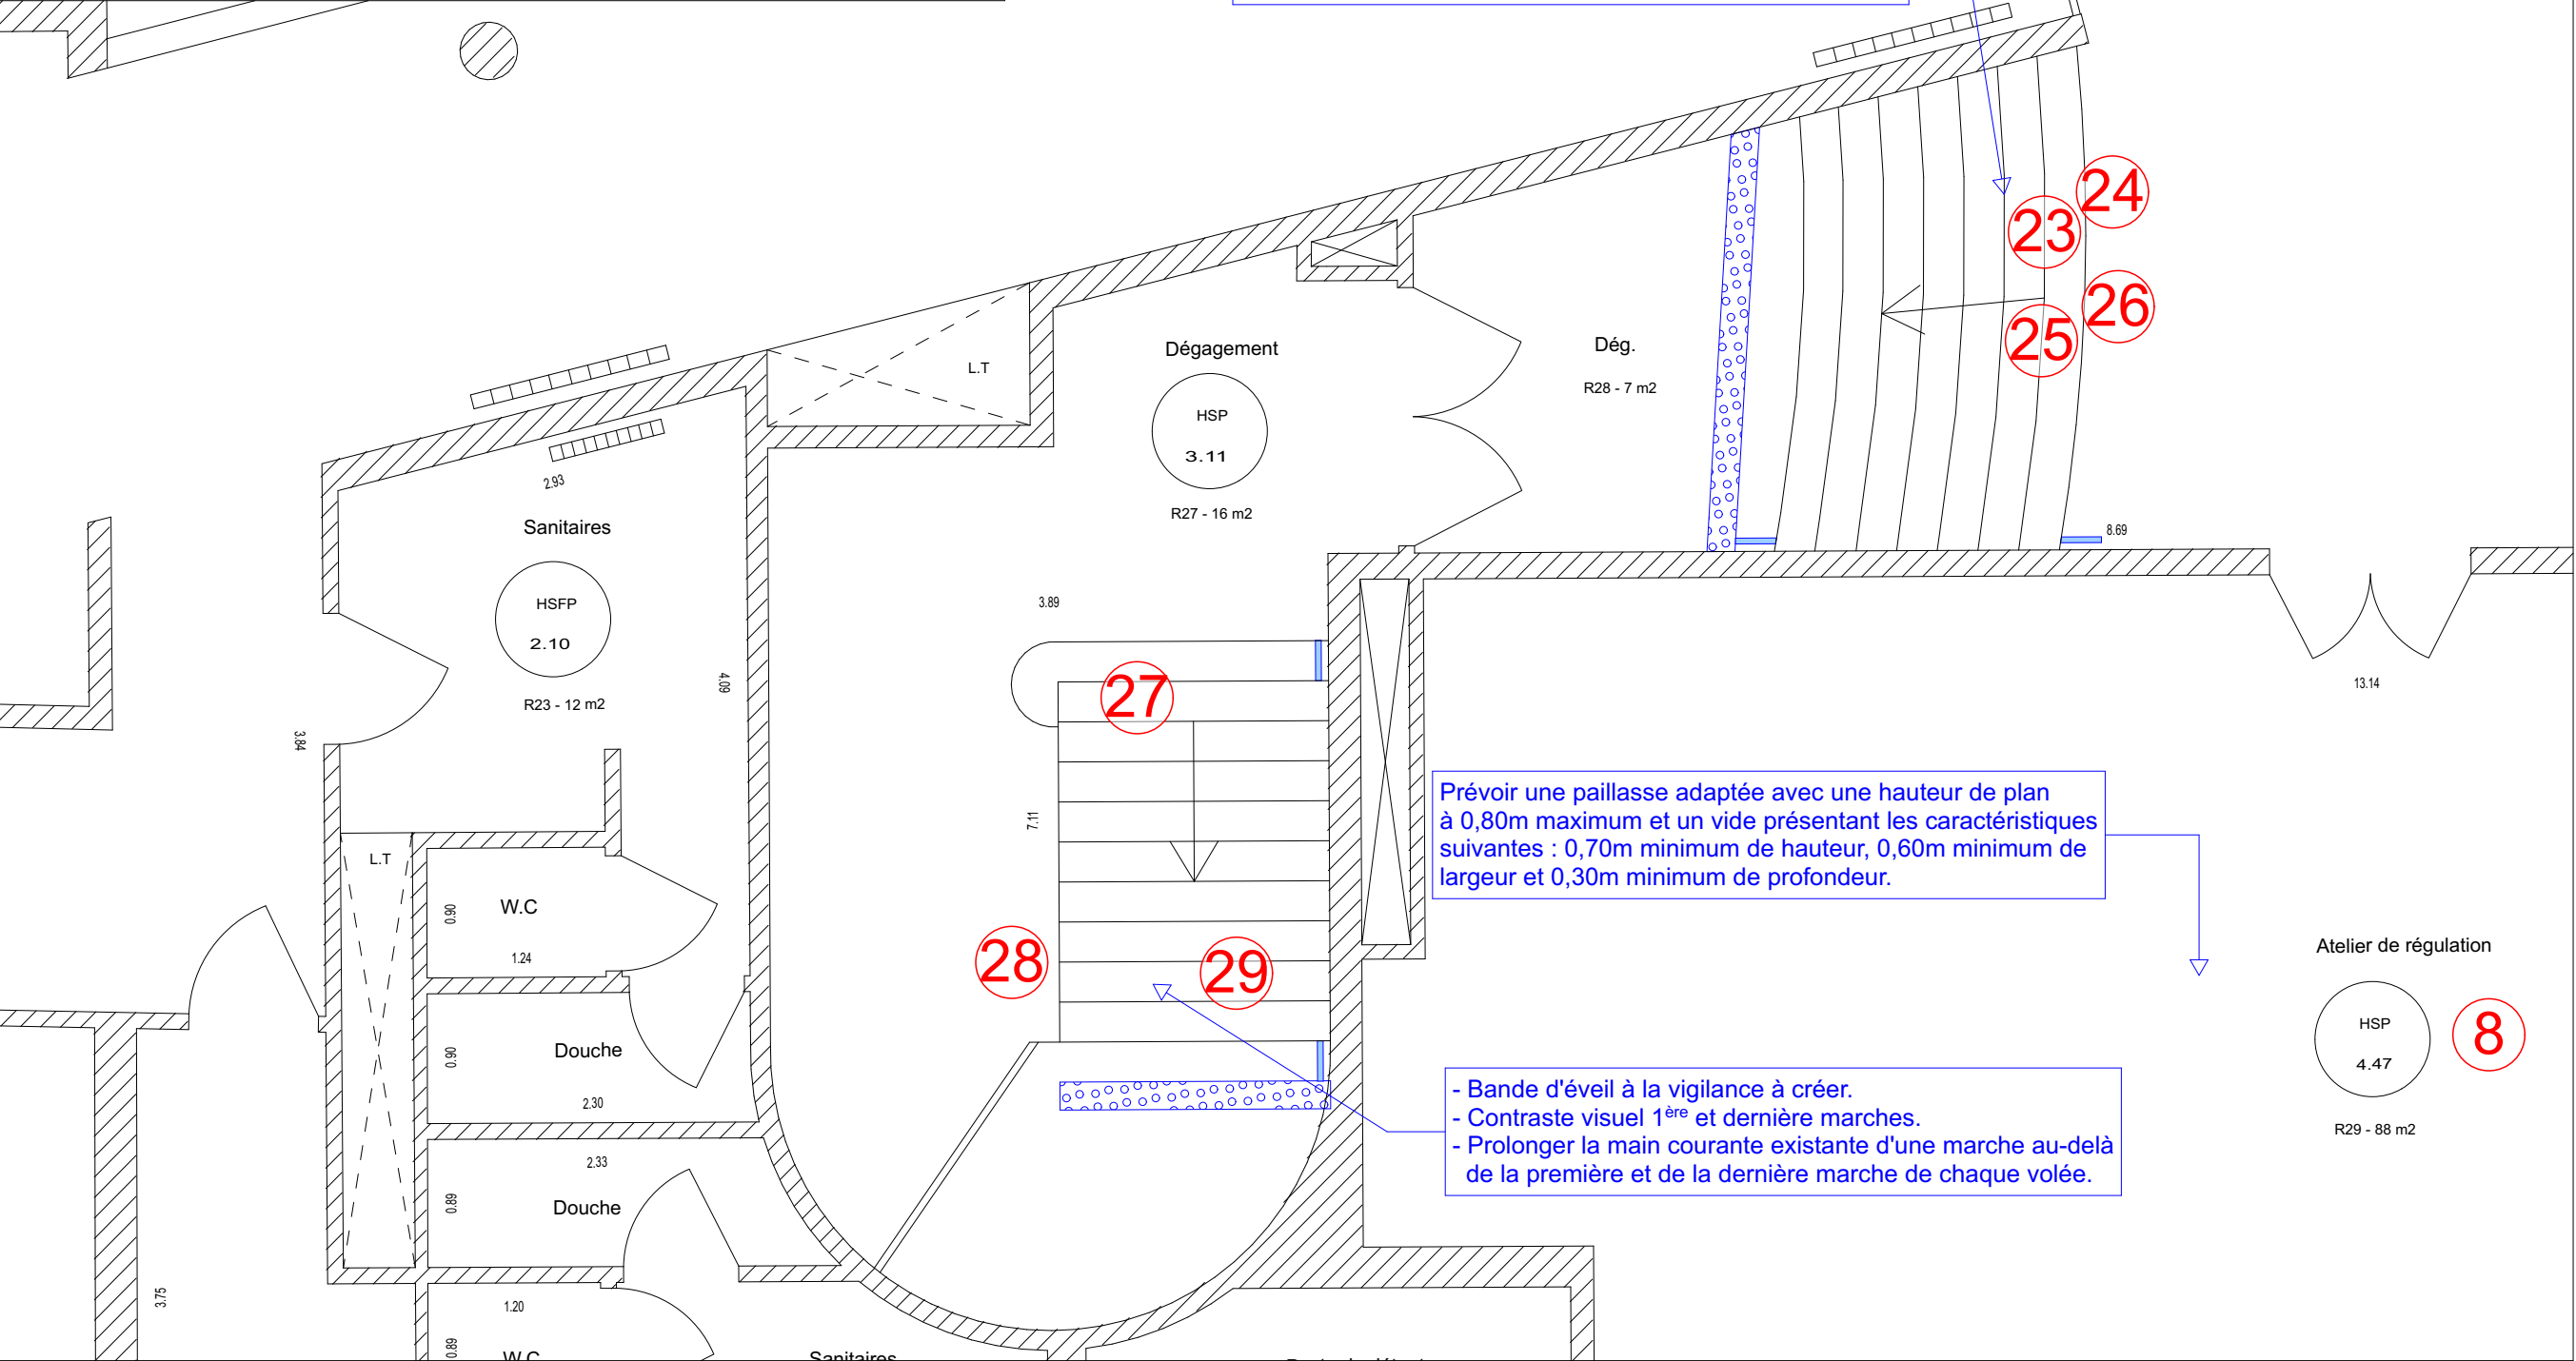 24
23
26
25
Dégagement
HSP
3.11
R27 - 16 m2
Dég.
R28 - 7 m2
L.T
8.69
2.93
Sanitaires
HSFP
2.10
R23 - 12 m2
4.09
3.84
3.89
27
7.11
13.14
Prévoir une paillasse adaptée avec une hauteur de plan
à 0,80m maximum et un vide présentant les caractéristiques
suivantes : 0,70m minimum de hauteur, 0,60m minimum de
largeur et 0,30m minimum de profondeur.
L.T
W.C
0.90
1.24
28
29
Atelier de régulation
HSP
4.47
8
R29 - 88 m2
Douche
0.90
2.30
- Bande d'éveil à la vigilance à créer.
- Contraste visuel 1ère et dernière marches.
- Prolonger la main courante existante d'une marche au-delà
de la première et de la dernière marche de chaque volée.
2.33
0.89
Douche
3.75
1.20
0.89
W.C
Sanitaires